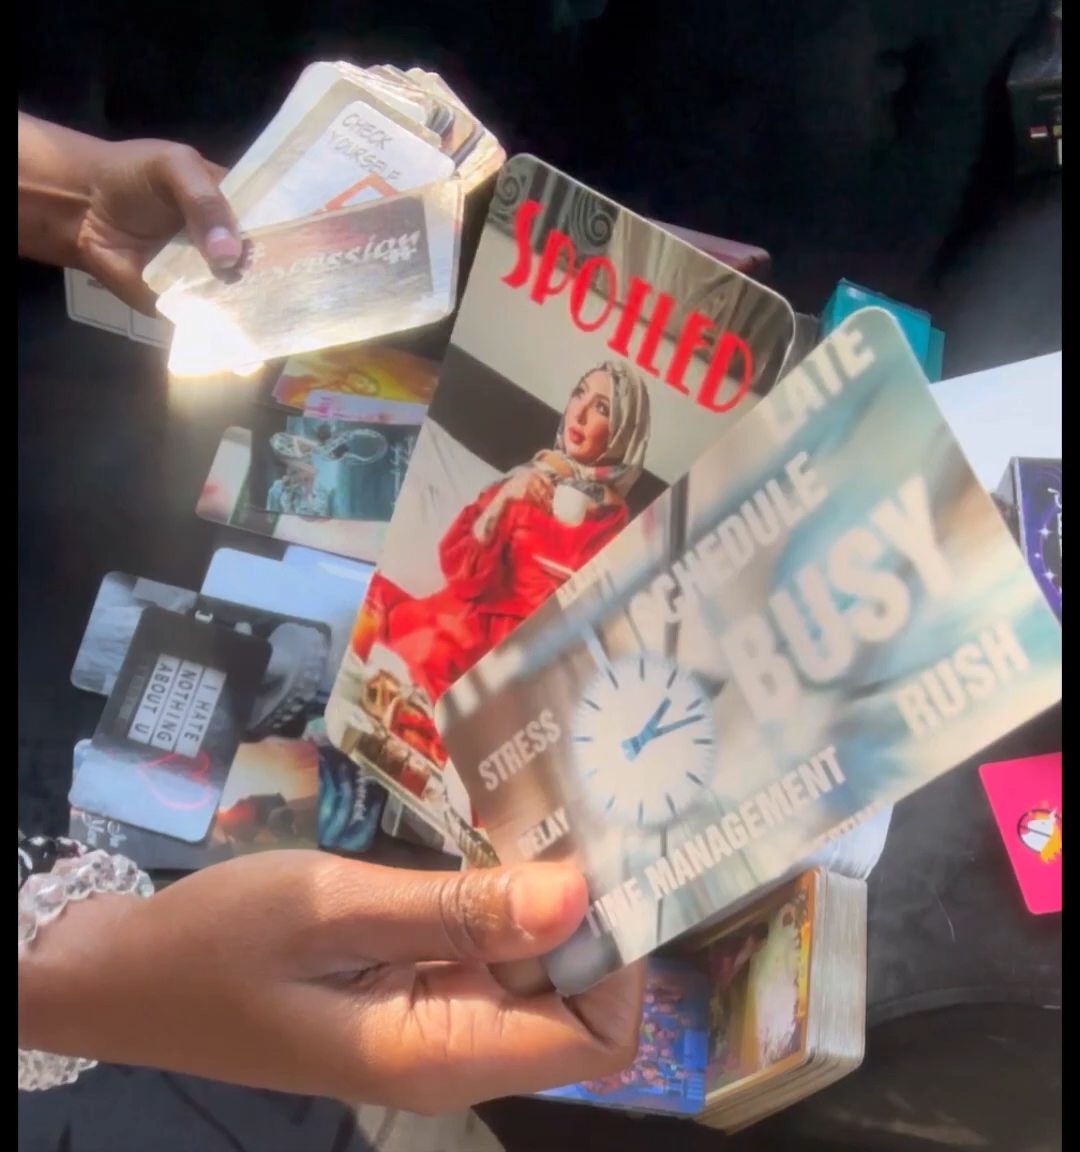 CHECK
YOURSELF
SPOILED
LATE
SCHEDULE
BUSY
RUSH
STRESS
DELAY
TIME MANAGEMENT
I HATE
NOTHING
ABOUT U